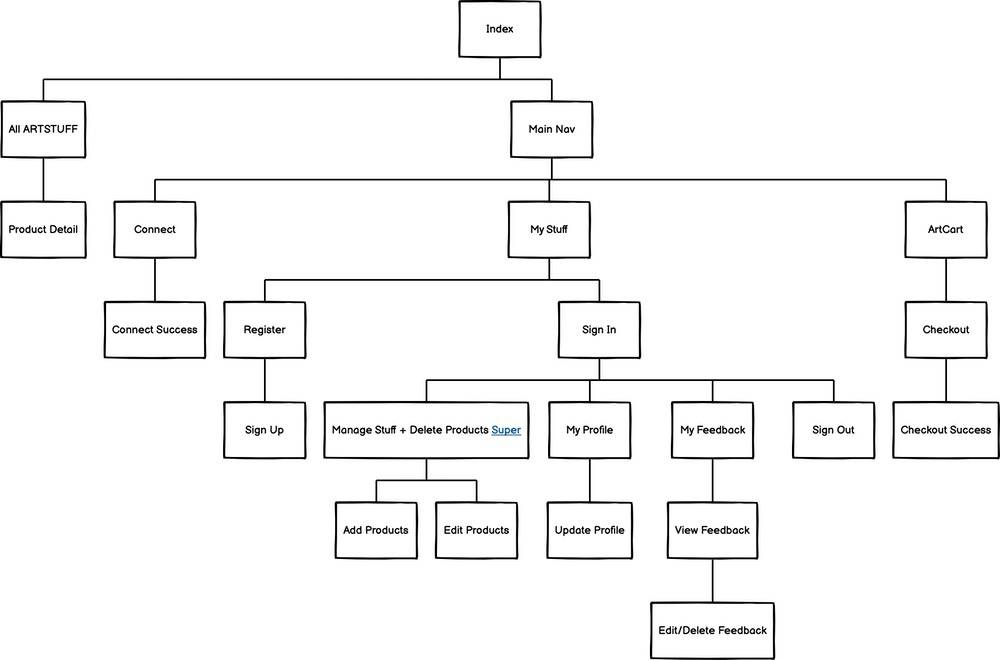 Index
All ARTSTUFF
Main Nav
Product Detail
Connect
My Stuff
ArtCart
Connect Success
Register
Sign In
Checkout
Sign Up
Manage Stuff + Delete Products Super
My Profile
My Feedback
Sign Out
Checkout Success
Add Products
Edit Products
Update Profile
View Feedback
Edit/Delete Feedback